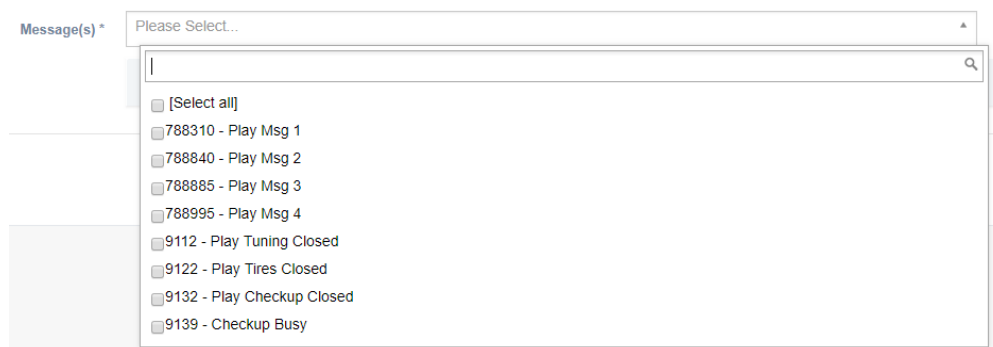 Message(s) * Please Select...
[Select all]
788310 - Play Msg 1
788840 - Play Msg 2
788885 - Play Msg 3
788995 - Play Msg 4
9112 - Play Tuning Closed
9122 - Play Tires Closed
9132 - Play Checkup Closed
9139 - Checkup Busy